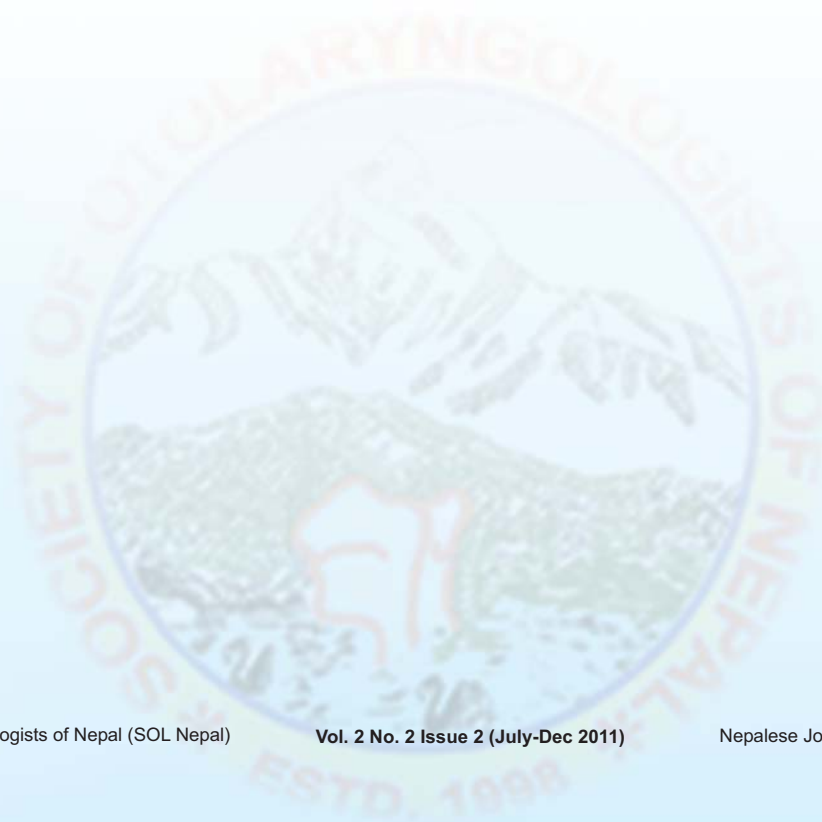 SOCIETY OF OTOLARYNGOLOGISTS OF NEPAL
ogists of Nepal (SOL Nepal) Vol. 2 No. 2 Issue 2 (July-Dec 2011) Nepalese Jo
* ESTD. 1998 *